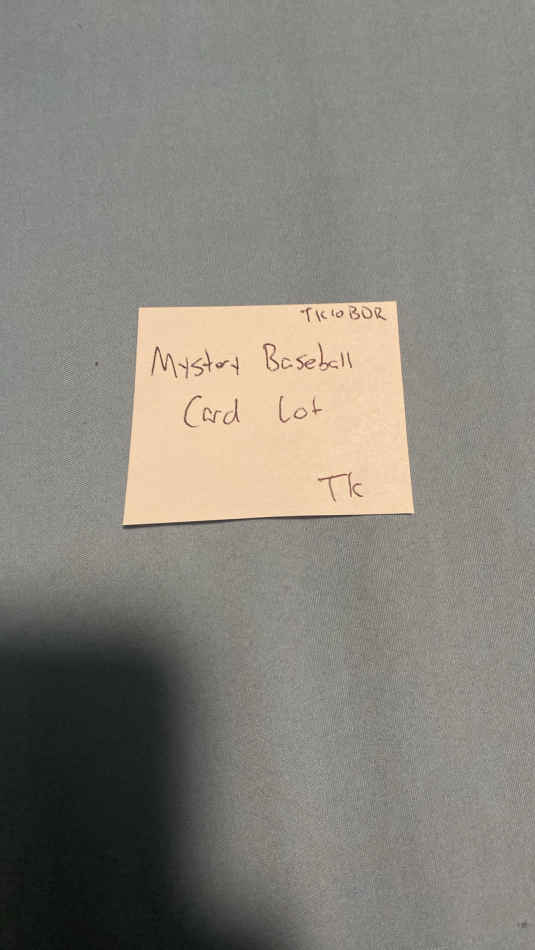 TK10BDR
Mystery Baseball
Card Lot
TK